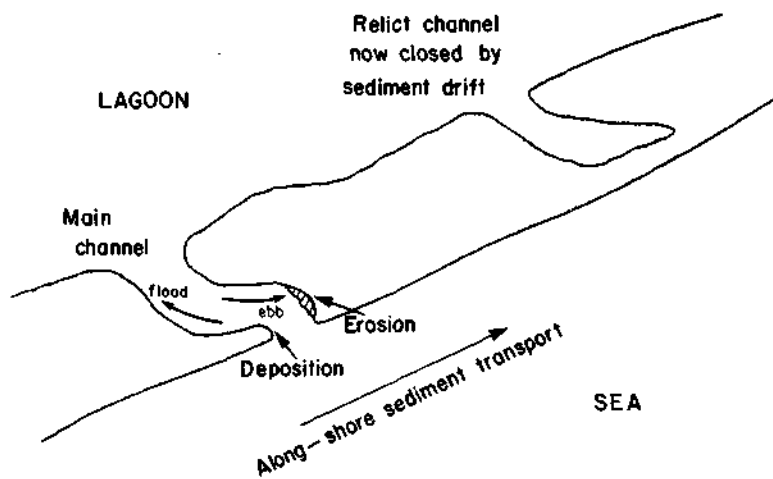 Relict channel
now closed by
sediment drift
LAGOON
Main
channel
flood
ebb
Erosion
Deposition
Along-shore sediment transport
SEA